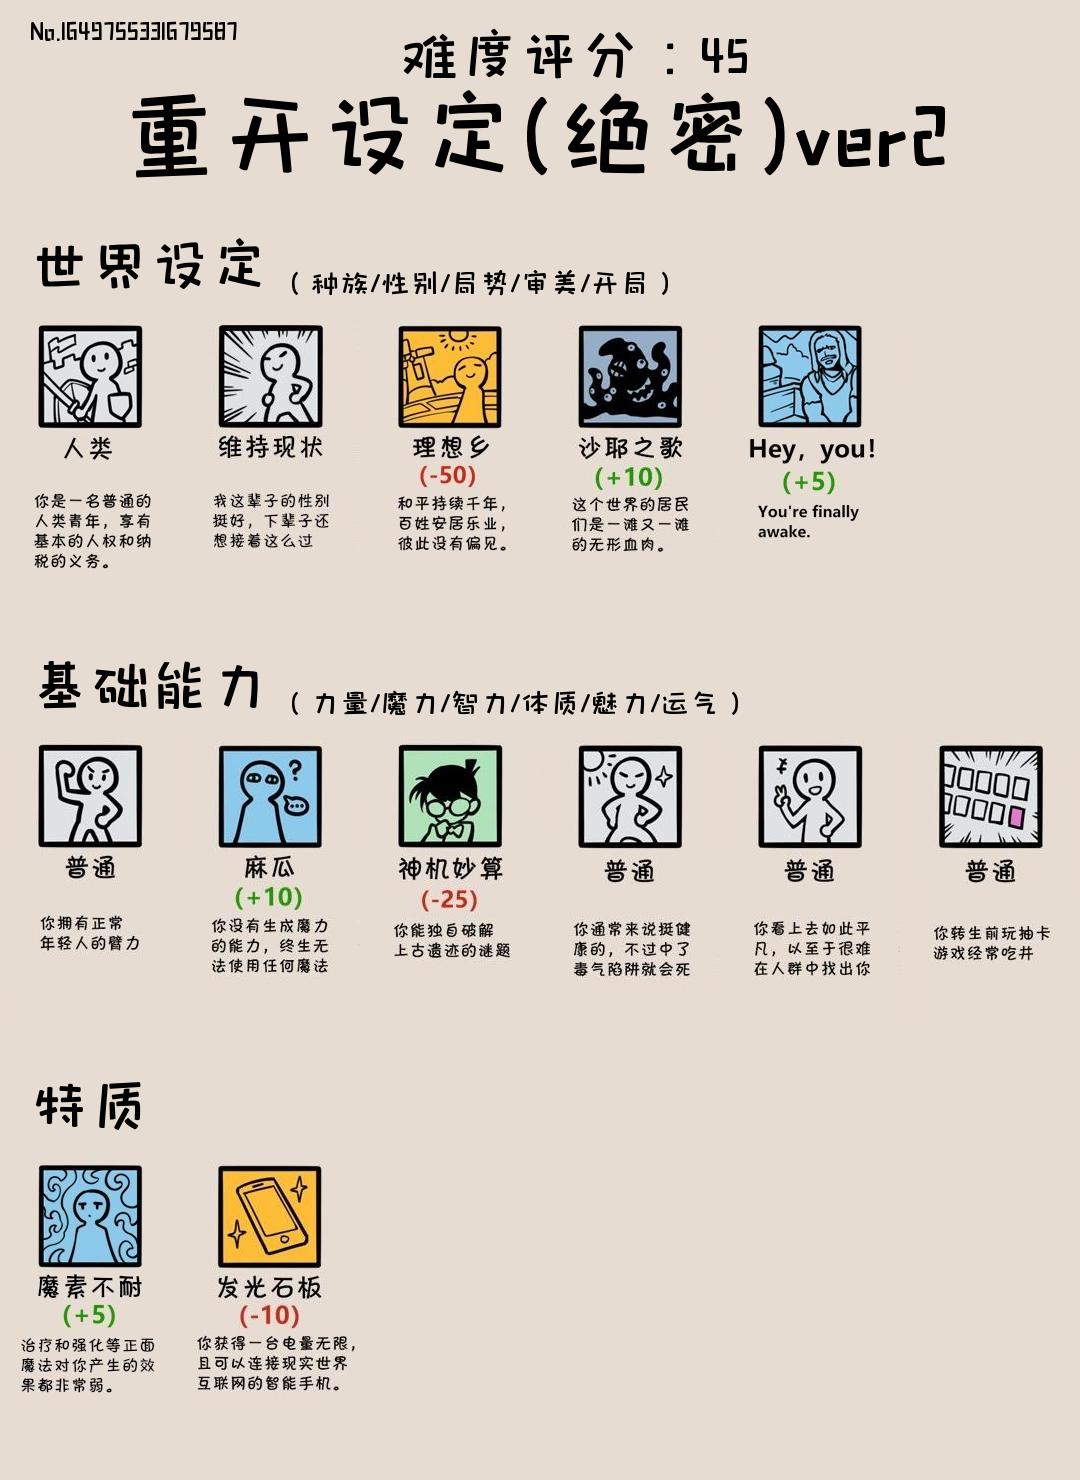 No.1649755331679587
难度评分：45
重开设定(绝密)ver2
世界设定（种族/性别/局势/审美/开局）
人类
维持现状
理想乡
沙耶之歌
Hey, you!
(-50)
(+10)
(+5)
你是一名普通的
人类青年，享有
基本的人权和纳
税的义务。
我这辈子的性别
挺好，下辈子还
想接着这么过
和平持续千年，
百姓安居乐业，
彼此没有偏见。
这个世界的居民
们是一滩又一滩
的无形血肉。
You're finally
awake.
基础能力（力量/魔力/智力/体质/魅力/运气）
普通
麻瓜
神机妙算
普通
普通
普通
(+10)
(-25)
你拥有正常
年轻人的臂力
你没有生成魔力
的能力，终生无
法使用任何魔法
你能独自破解
上古遗迹的谜题
你通常来说挺健
康的，不过中了
毒气陷阱就会死
你看上去如此平
凡，以至于很难
在人群中找出你
你转生前玩抽卡
游戏经常吃井
特质
魔素不耐
发光石板
(+5)
(-10)
治疗和强化等正面
魔法对你产生的效
果都非常弱。
你获得一台电量无限，
且可以连接现实世界
互联网的智能手机。